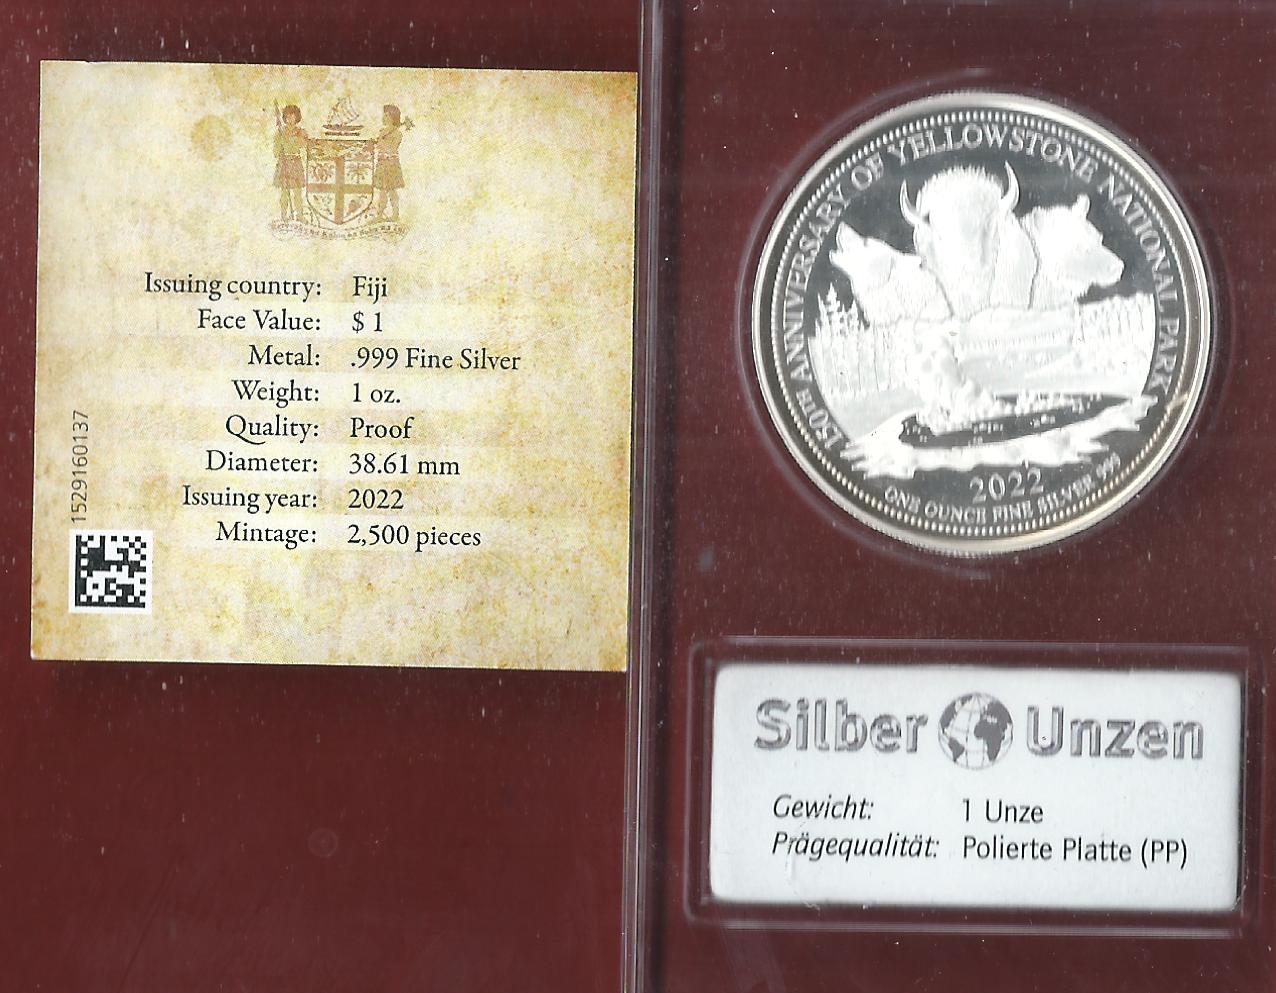 Issuing country: Fiji
Face Value: $ 1
Metal: .999 Fine Silver
Weight: 1 oz.
Quality: Proof
Diameter: 38.61 mm
Issuing year: 2022
Mintage: 2,500 pieces
1529160137
150TH ANNIVERSARY OF YELLOWSTONE NATIONAL PARK
2022
ONE OUNCE FINE SILVER 999
Silber Unzen
Gewicht: 1 Unze
Prägequalität: Polierte Platte (PP)